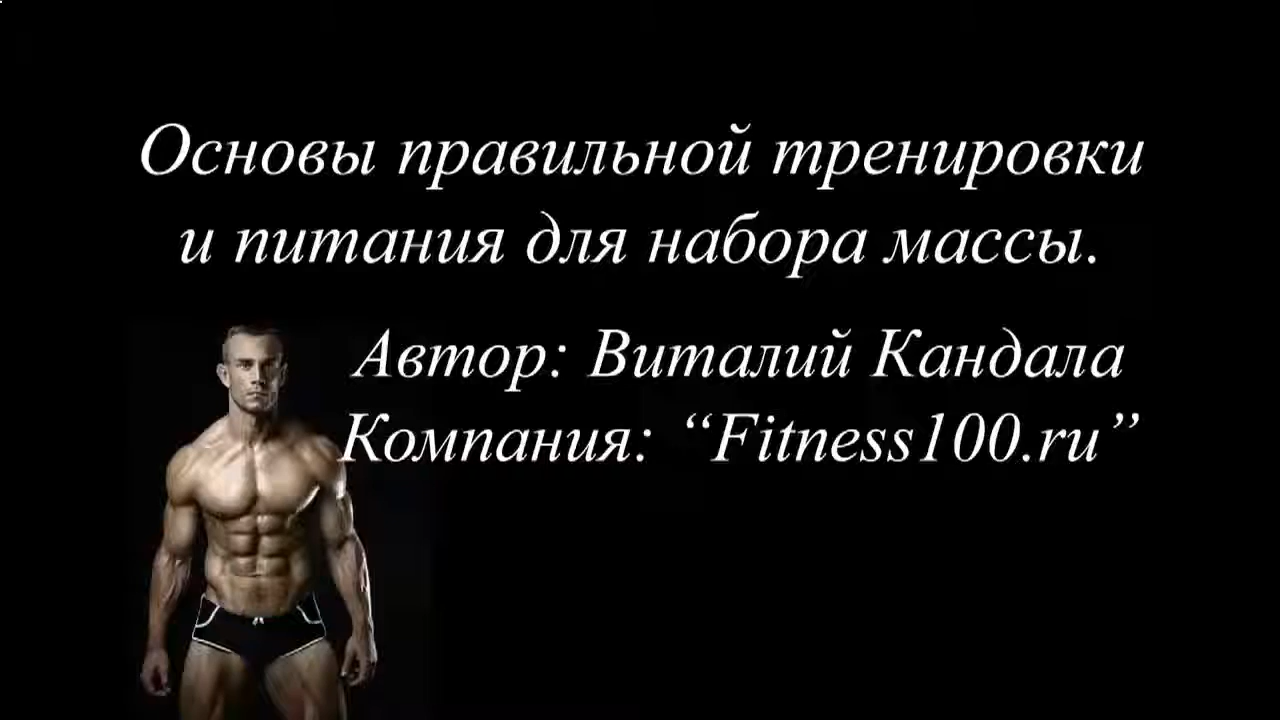 Основы правильной тренировки
и питания для набора массы.
Автор: Виталий Кандала
Компания: “Fitness100.ru”